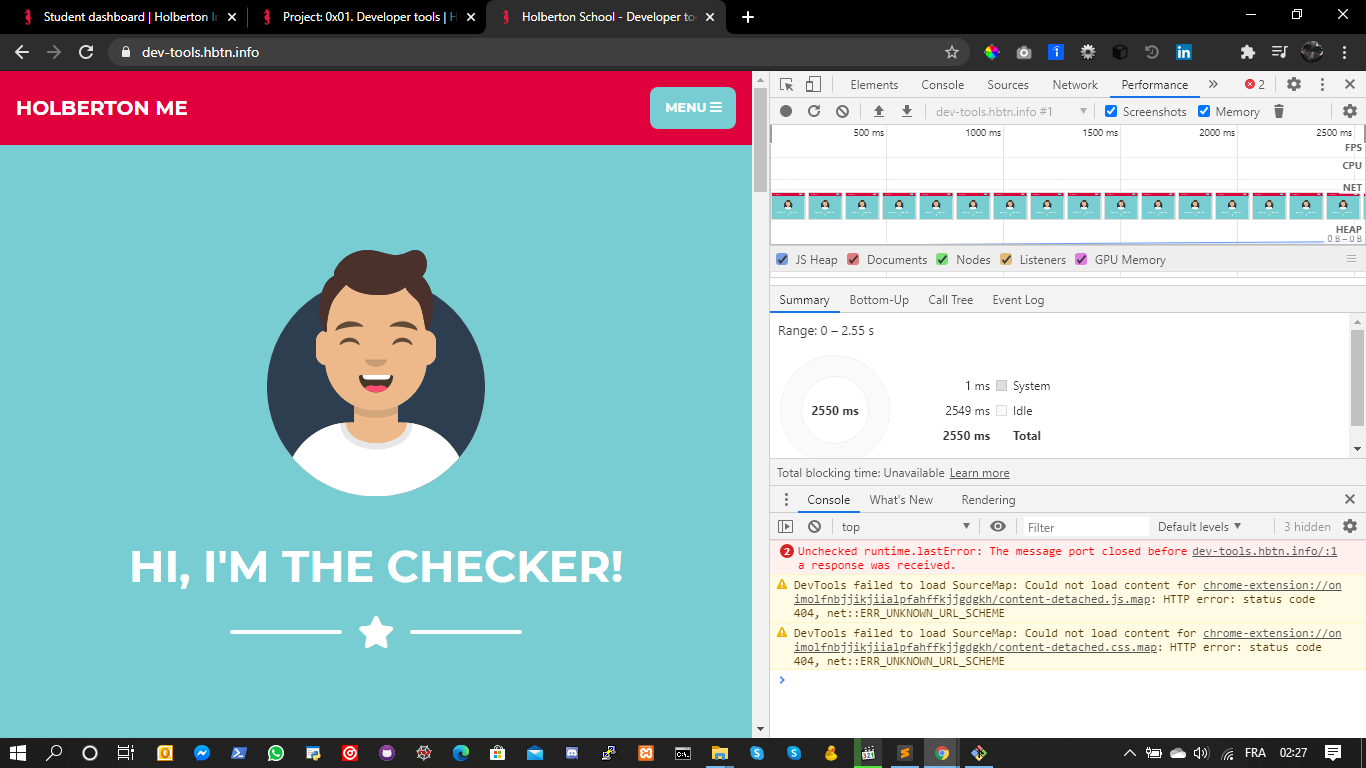 Student dashboard | Holberton In
Project: 0x01. Developer tools | H
Holberton School - Developer to
dev-tools.hbtn.info
HOLBERTON ME
MENU
HI, I'M THE CHECKER!
Elements
Console
Sources
Network
Performance
2
dev-tools.hbtn.info #1
Screenshots
Memory
500 ms
1000 ms
1500 ms
2000 ms
2500 ms
FPS
CPU
NET
HEAP
0 B – 0 B
JS Heap
Documents
Nodes
Listeners
GPU Memory
Summary
Bottom-Up
Call Tree
Event Log
Range: 0 – 2.55 s
2550 ms
1 ms System
2549 ms Idle
2550 ms Total
Total blocking time: Unavailable Learn more
Console
What's New
Rendering
top
Filter
Default levels
3 hidden
2 Unchecked runtime.lastError: The message port closed before dev-tools.hbtn.info/:1
a response was received.
DevTools failed to load SourceMap: Could not load content for chrome-extension://on
imolfnbjjikjiialpfahffkjjgdgkh/content-detached.js.map: HTTP error: status code
404, net::ERR_UNKNOWN_URL_SCHEME
DevTools failed to load SourceMap: Could not load content for chrome-extension://on
imolfnbjjikjiialpfahffkjjgdgkh/content-detached.css.map: HTTP error: status code
404, net::ERR_UNKNOWN_URL_SCHEME
FRA
02:27